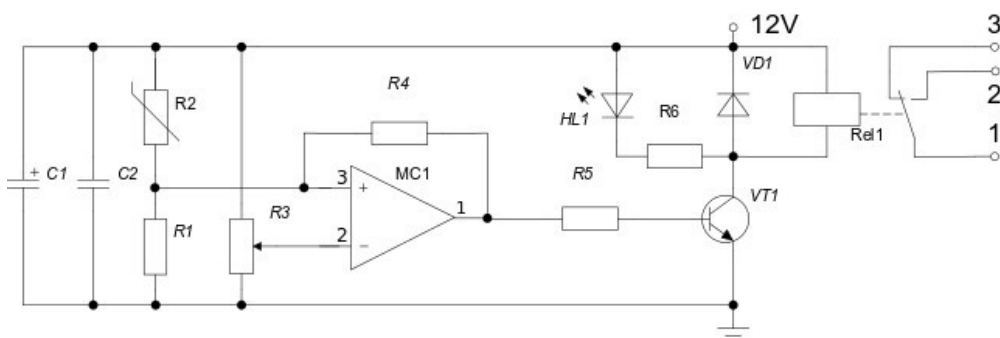 12V
3
VD1
R4
R2
R6
2
HL1
Rel1
1
+ C1
C2
3
+
MC1
R5
VT1
R1
R3
1
2
−